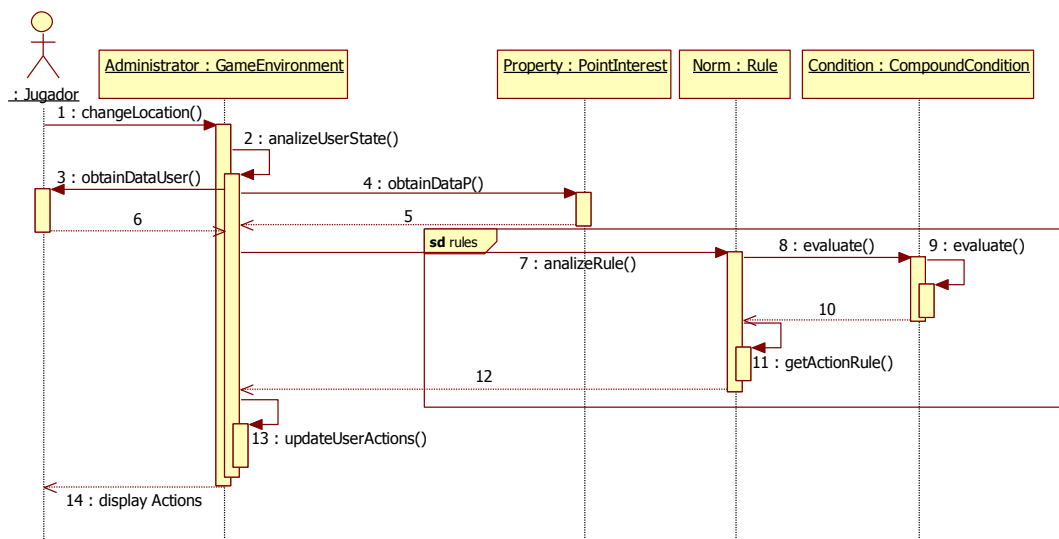 Administrator : GameEnvironment
Property : PointInterest
Norm : Rule
Condition : CompoundCondition
: Jugador
1 : changeLocation()
2 : analizeUserState()
3 : obtainDataUser()
4 : obtainDataP()
5
6
sd rules
7 : analizeRule()
8 : evaluate()
9 : evaluate()
10
11 : getActionRule()
12
13 : updateUserActions()
14 : display Actions